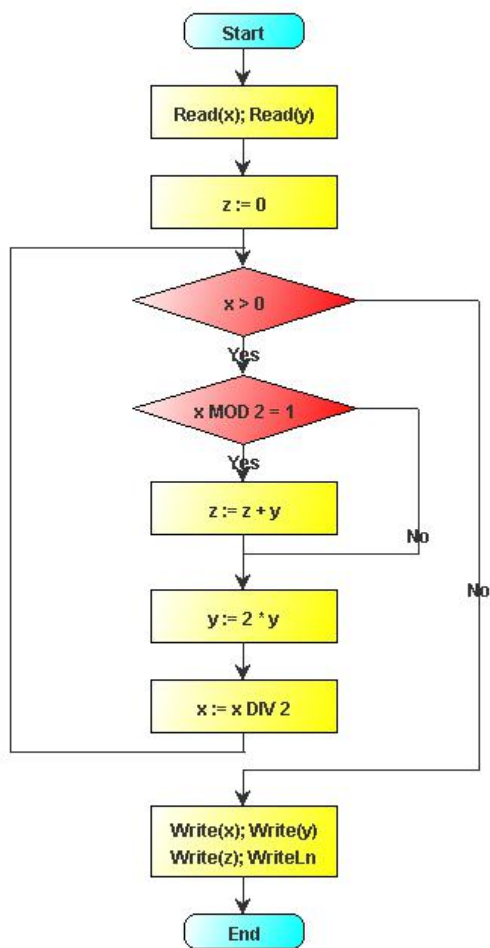 Start
Read(x); Read(y)
z := 0
x > 0
Yes
x MOD 2 = 1
Yes
z := z + y
No
y := 2 * y
No
x := x DIV 2
Write(x); Write(y)
Write(z); WriteLn
End